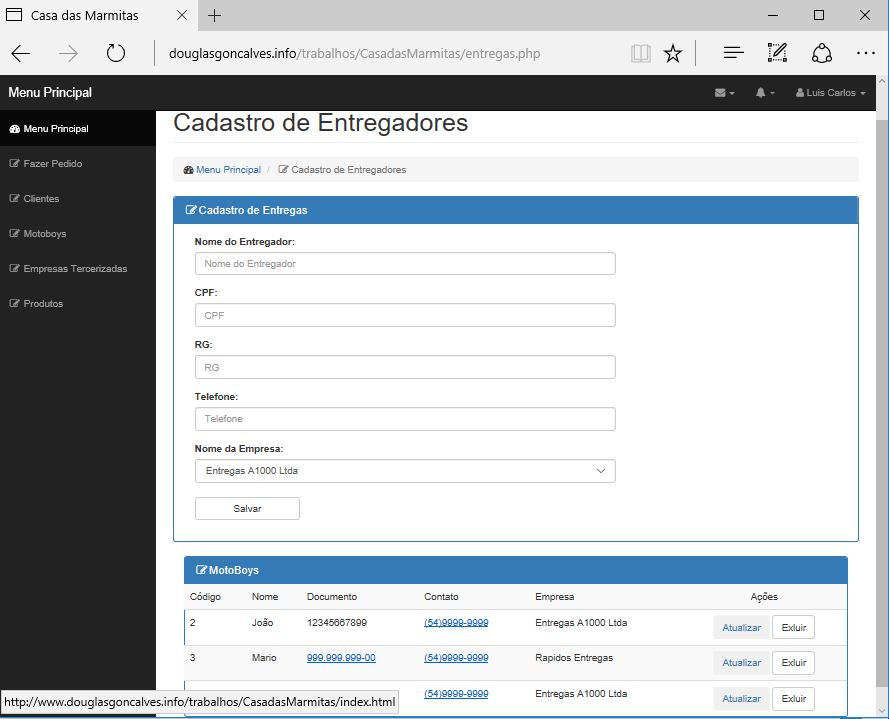 Casa das Marmitas
douglasgoncalves.info/trabalhos/CasadasMarmitas/entregas.php
Menu Principal
Luis Carlos
Menu Principal
Fazer Pedido
Clientes
Motoboys
Empresas Tercerizadas
Produtos
Cadastro de Entregadores
Menu Principal / Cadastro de Entregadores
Cadastro de Entregas
Nome do Entregador:
Nome do Entregador
CPF:
CPF
RG:
RG
Telefone:
Telefone
Nome da Empresa:
Entregas A1000 Ltda
Salvar
MotoBoys
Código Nome Documento Contato Empresa Ações
2 João 12345667899 (54)9999-9999 Entregas A1000 Ltda Atualizar Exluir
3 Mario 999.999.999-00 (54)9999-9999 Rapidos Entregas Atualizar Exluir
(54)9999-9999 Entregas A1000 Ltda Atualizar Exluir
http://www.douglasgoncalves.info/trabalhos/CasadasMarmitas/index.html